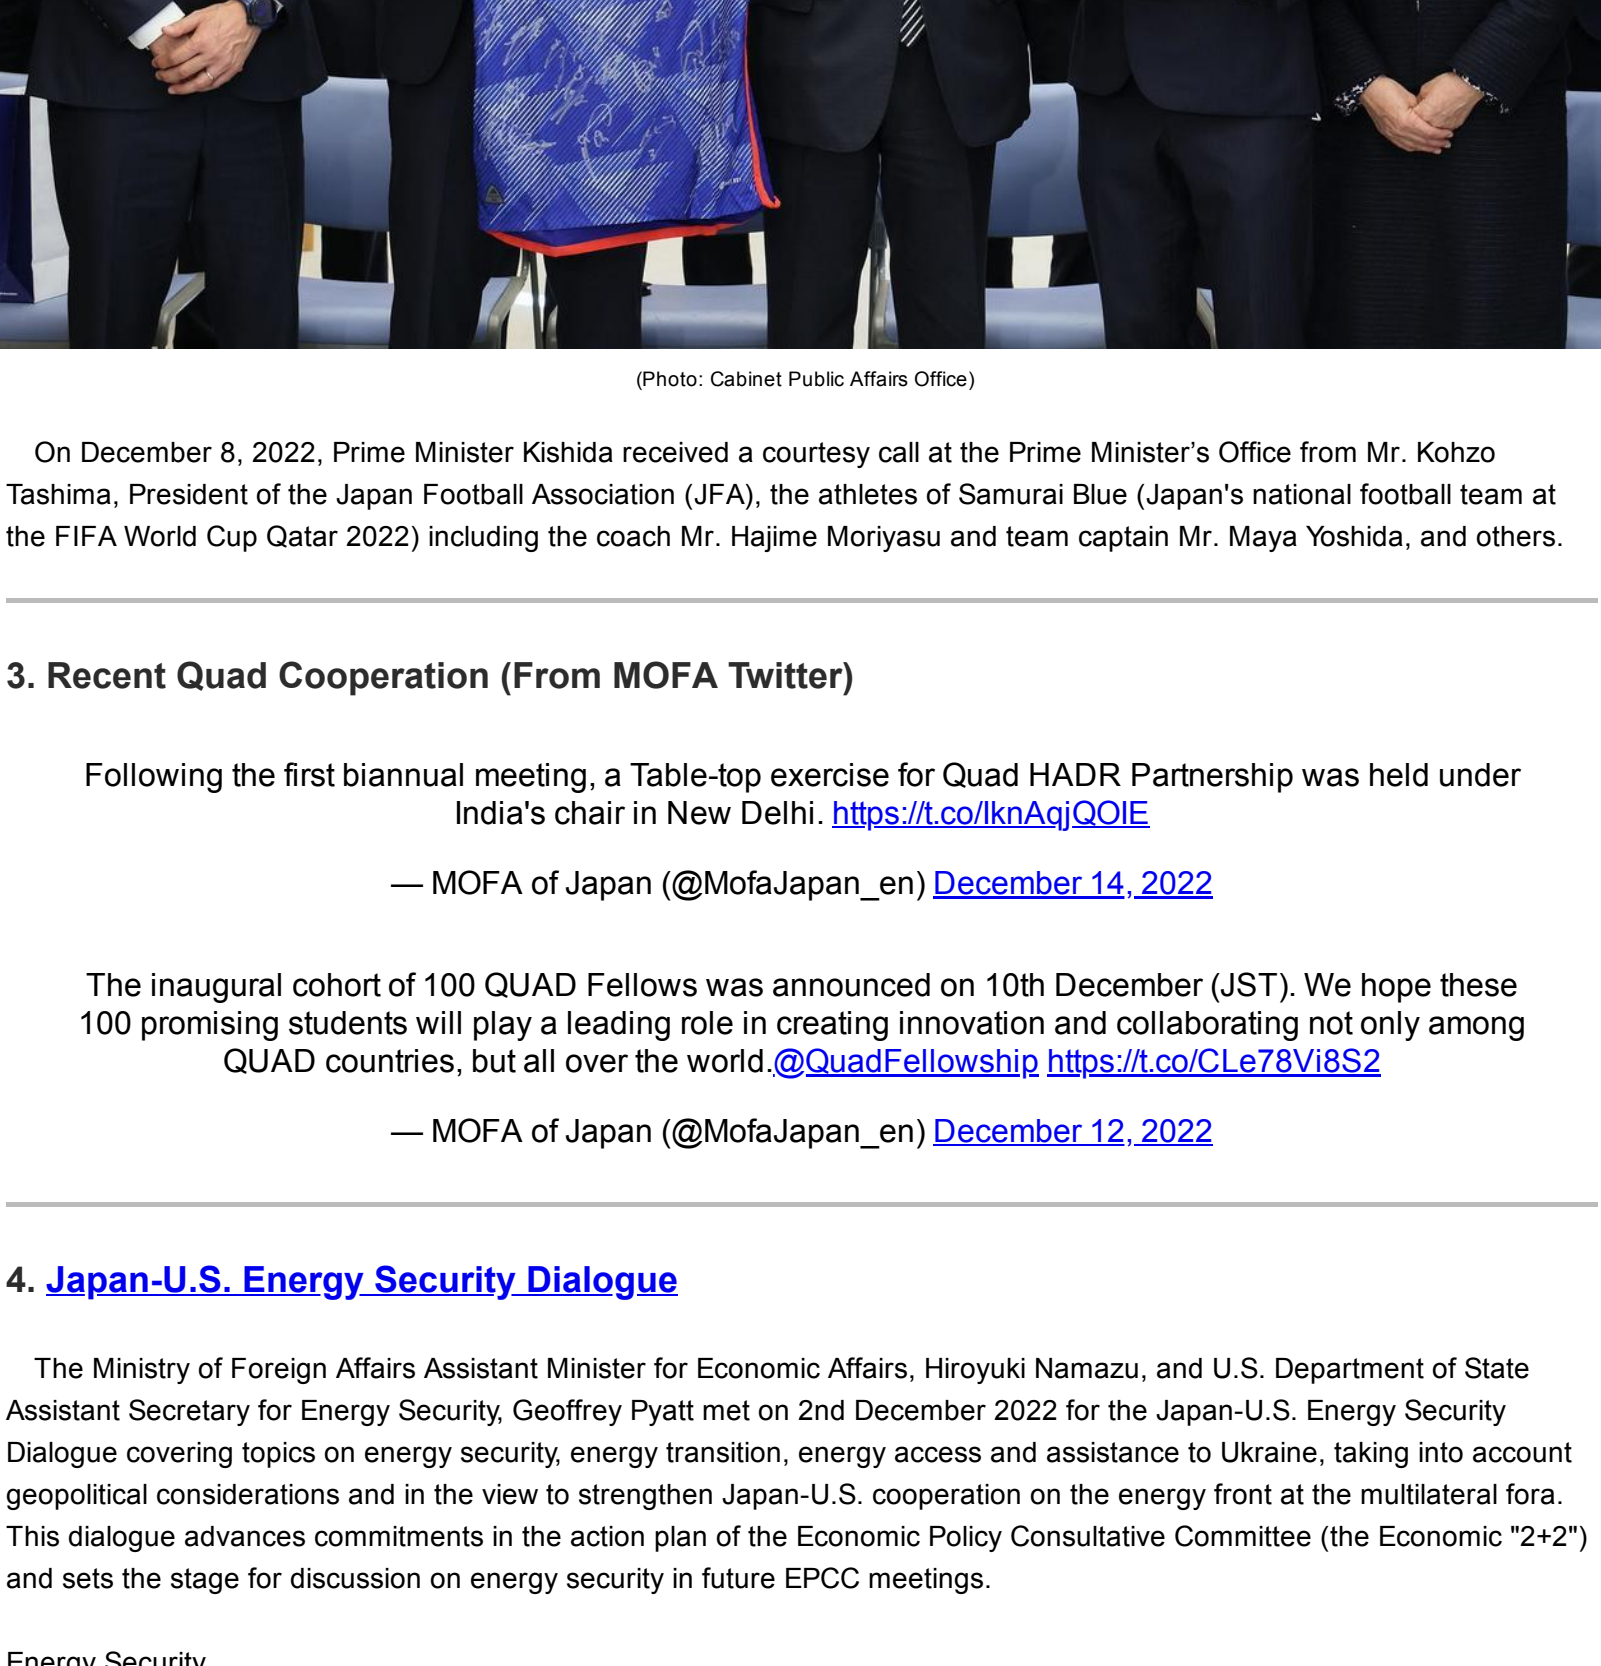 (Photo: Cabinet Public Affairs Office)
On December 8, 2022, Prime Minister Kishida received a courtesy call at the Prime Minister’s Office from Mr. Kohzo
Tashima, President of the Japan Football Association (JFA), the athletes of Samurai Blue (Japan's national football team at
the FIFA World Cup Qatar 2022) including the coach Mr. Hajime Moriyasu and team captain Mr. Maya Yoshida, and others.
3. Recent Quad Cooperation (From MOFA Twitter)
Following the first biannual meeting, a Table-top exercise for Quad HADR Partnership was held under
India's chair in New Delhi. https://t.co/lknAqjQOIE
— MOFA of Japan (@MofaJapan_en) December 14, 2022
The inaugural cohort of 100 QUAD Fellows was announced on 10th December (JST). We hope these
100 promising students will play a leading role in creating innovation and collaborating not only among
QUAD countries, but all over the world.@QuadFellowship https://t.co/CLe78Vi8S2
— MOFA of Japan (@MofaJapan_en) December 12, 2022
4. Japan-U.S. Energy Security Dialogue
The Ministry of Foreign Affairs Assistant Minister for Economic Affairs, Hiroyuki Namazu, and U.S. Department of State
Assistant Secretary for Energy Security, Geoffrey Pyatt met on 2nd December 2022 for the Japan-U.S. Energy Security
Dialogue covering topics on energy security, energy transition, energy access and assistance to Ukraine, taking into account
geopolitical considerations and in the view to strengthen Japan-U.S. cooperation on the energy front at the multilateral fora.
This dialogue advances commitments in the action plan of the Economic Policy Consultative Committee (the Economic "2+2")
and sets the stage for discussion on energy security in future EPCC meetings.
Energy Security